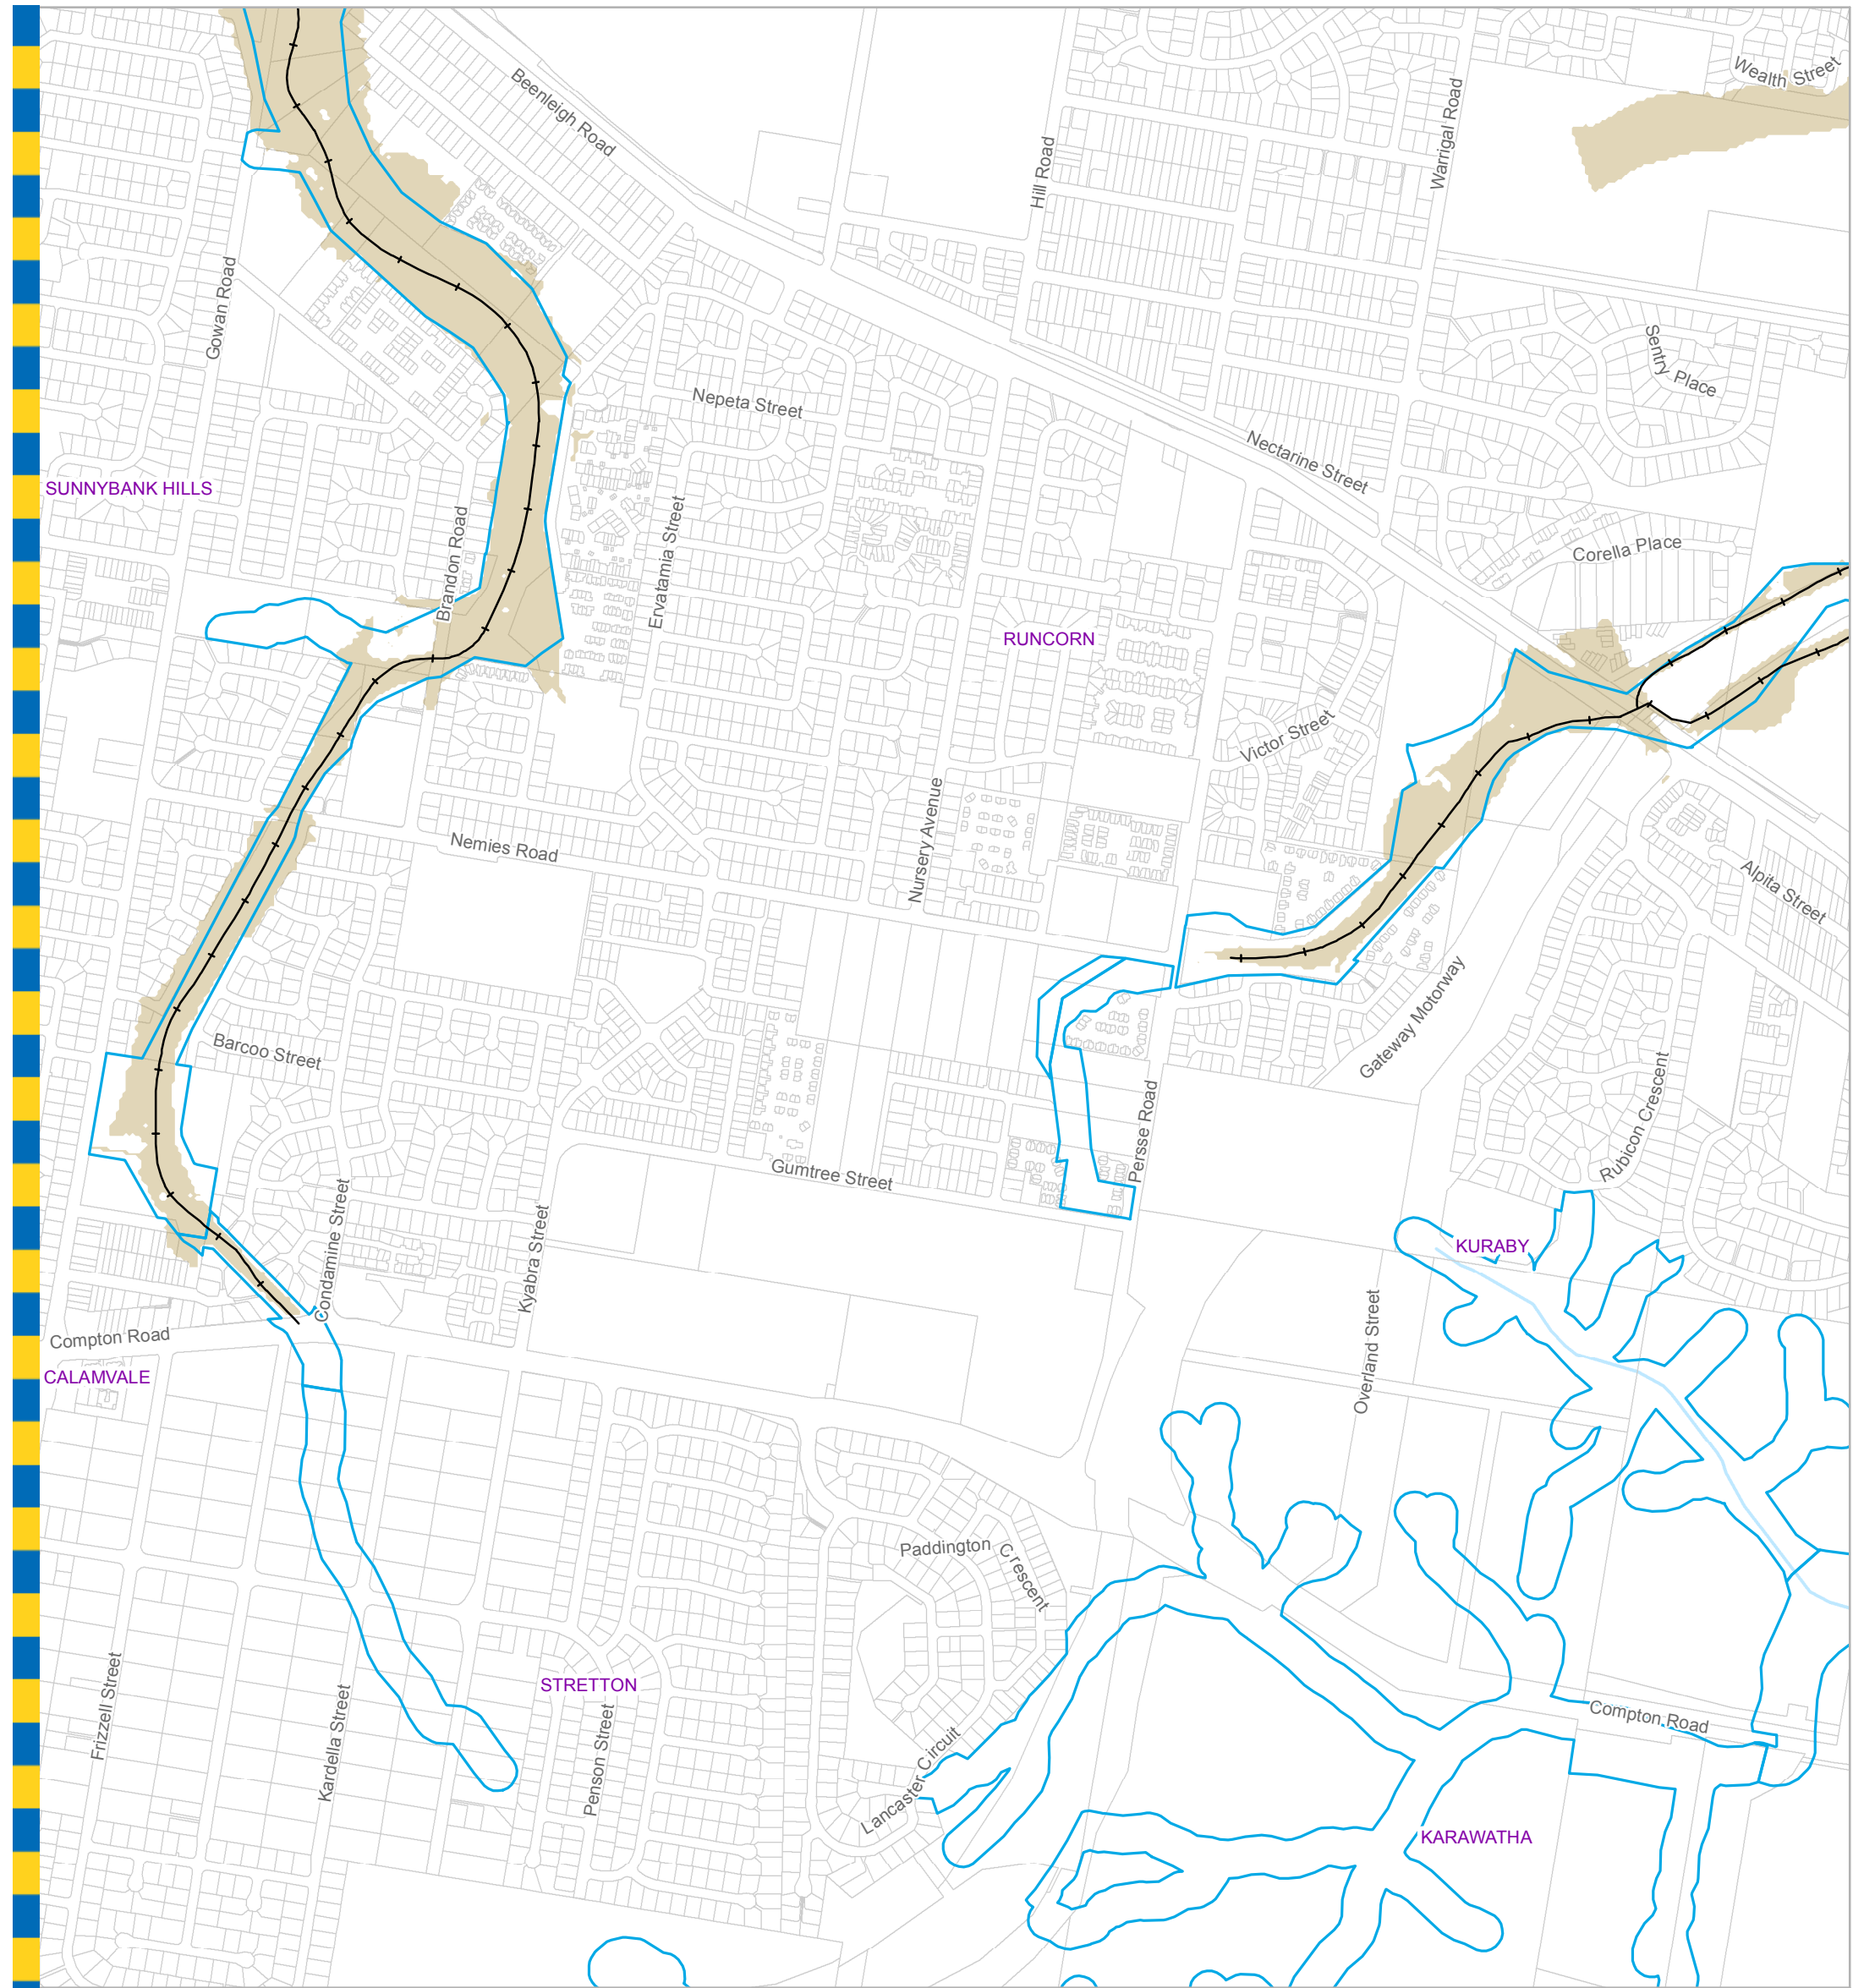 Wealth Street
Beenleigh Road
Warrigal Road
Hill Road
Gowan Road
Sentry Place
Nepeta Street
Nectarine Street
SUNNYBANK HILLS
Brandon Road
Ervatamia Street
Corella Place
RUNCORN
Victor Street
Nemies Road
Nursery Avenue
Alpita Street
Gateway Motorway
Barcoo Street
Persse Road
Rubicon Crescent
Gumtree Street
Condamine Street
Kyabra Street
KURABY
Overland Street
Compton Road
CALAMVALE
Paddington Crescent
STRETTON
Frizzell Street
Kardella Street
Penson Street
Compton Road
Lancaster Circuit
KARAWATHA